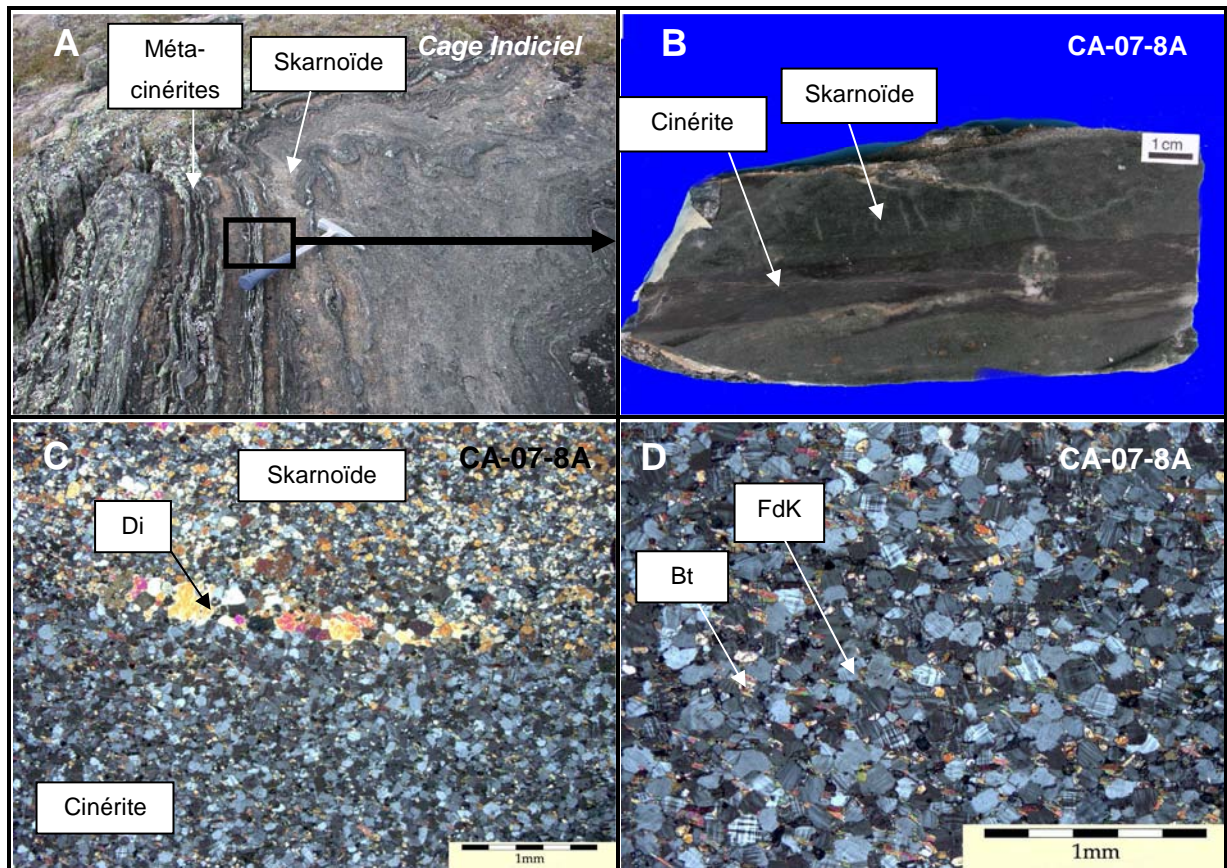 A
Méta-
cinérites
Skarnoïde
Cage Indiciel
B
CA-07-8A
Skarnoïde
Cinérite
1 cm
C
CA-07-8A
Skarnoïde
Di
Cinérite
1mm
D
CA-07-8A
FdK
Bt
1mm